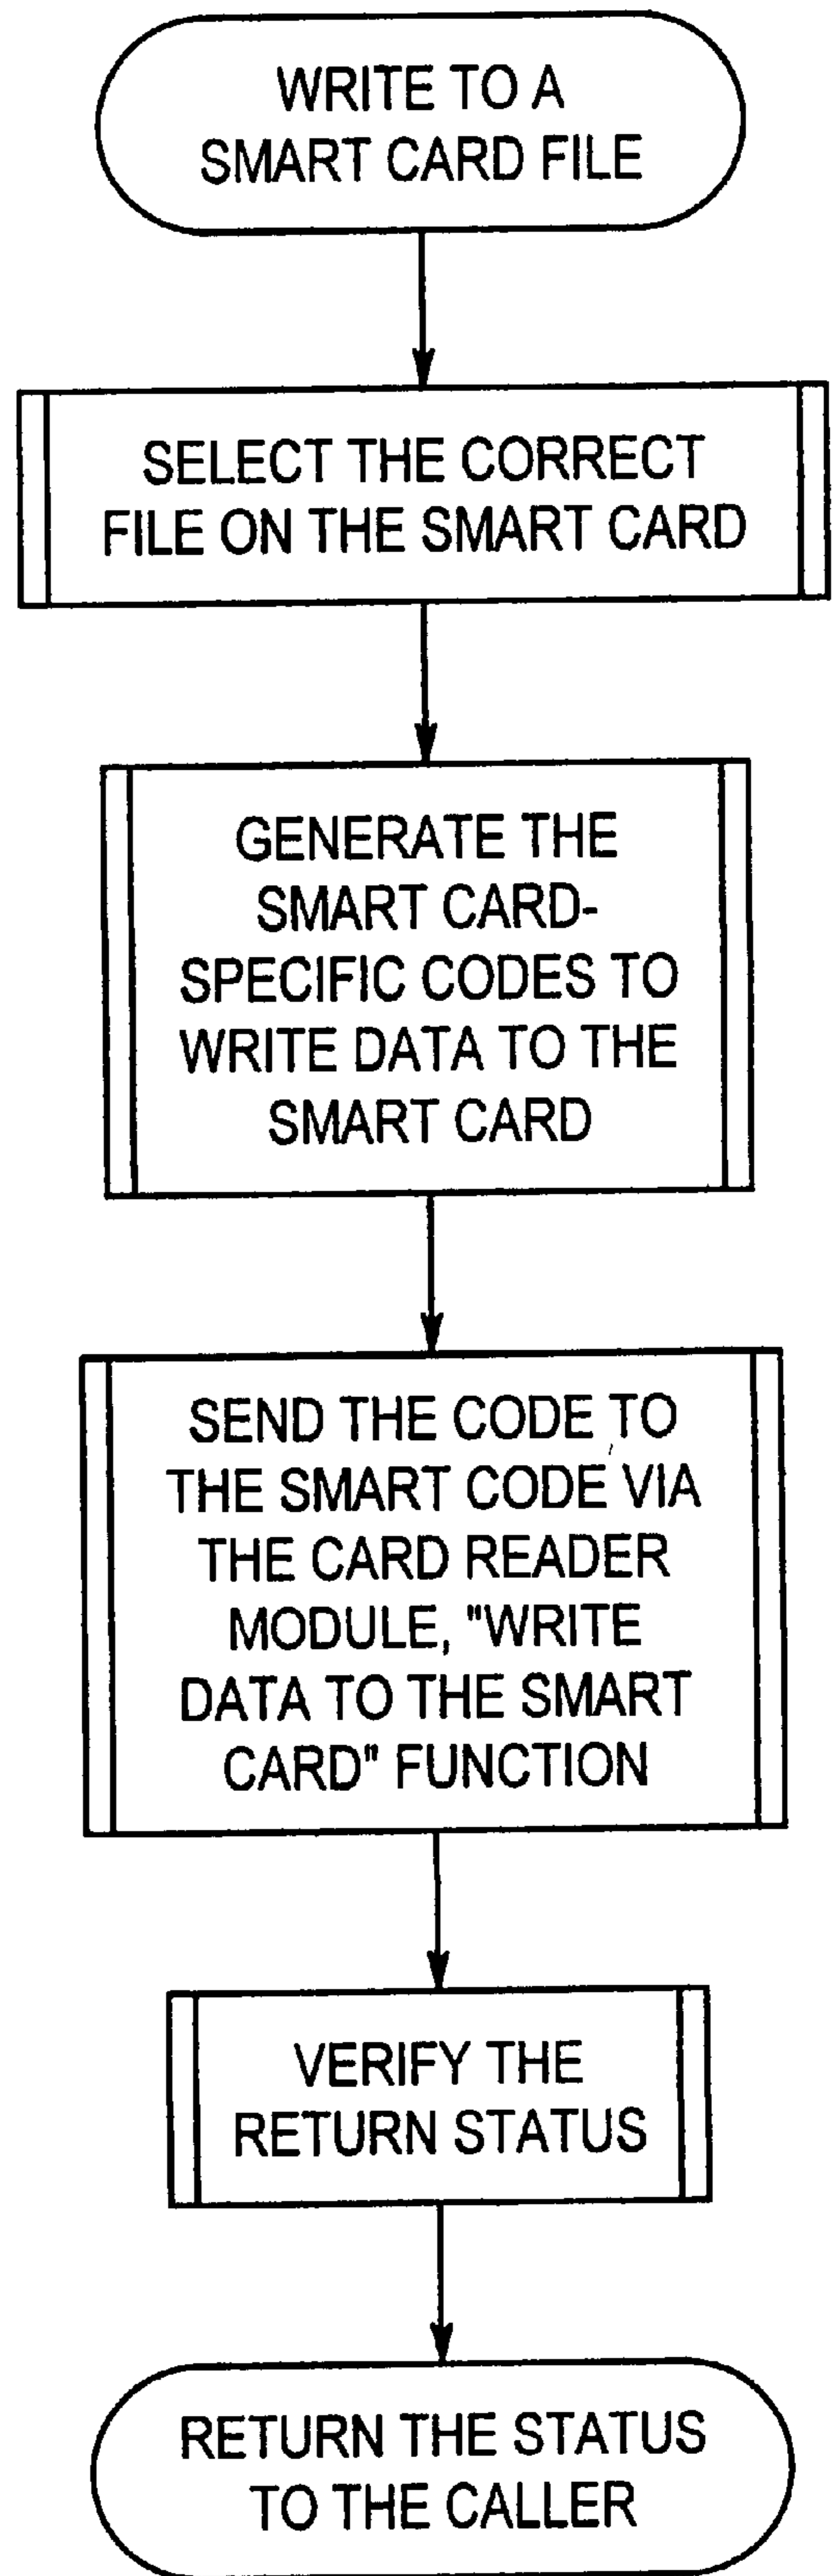 WRITE TO A
SMART CARD FILE
SELECT THE CORRECT
FILE ON THE SMART CARD
GENERATE THE
SMART CARD-
SPECIFIC CODES TO
WRITE DATA TO THE
SMART CARD
SEND THE CODE TO
THE SMART CODE VIA
THE CARD READER
MODULE, "WRITE
DATA TO THE SMART
CARD" FUNCTION
VERIFY THE
RETURN STATUS
RETURN THE STATUS
TO THE CALLER